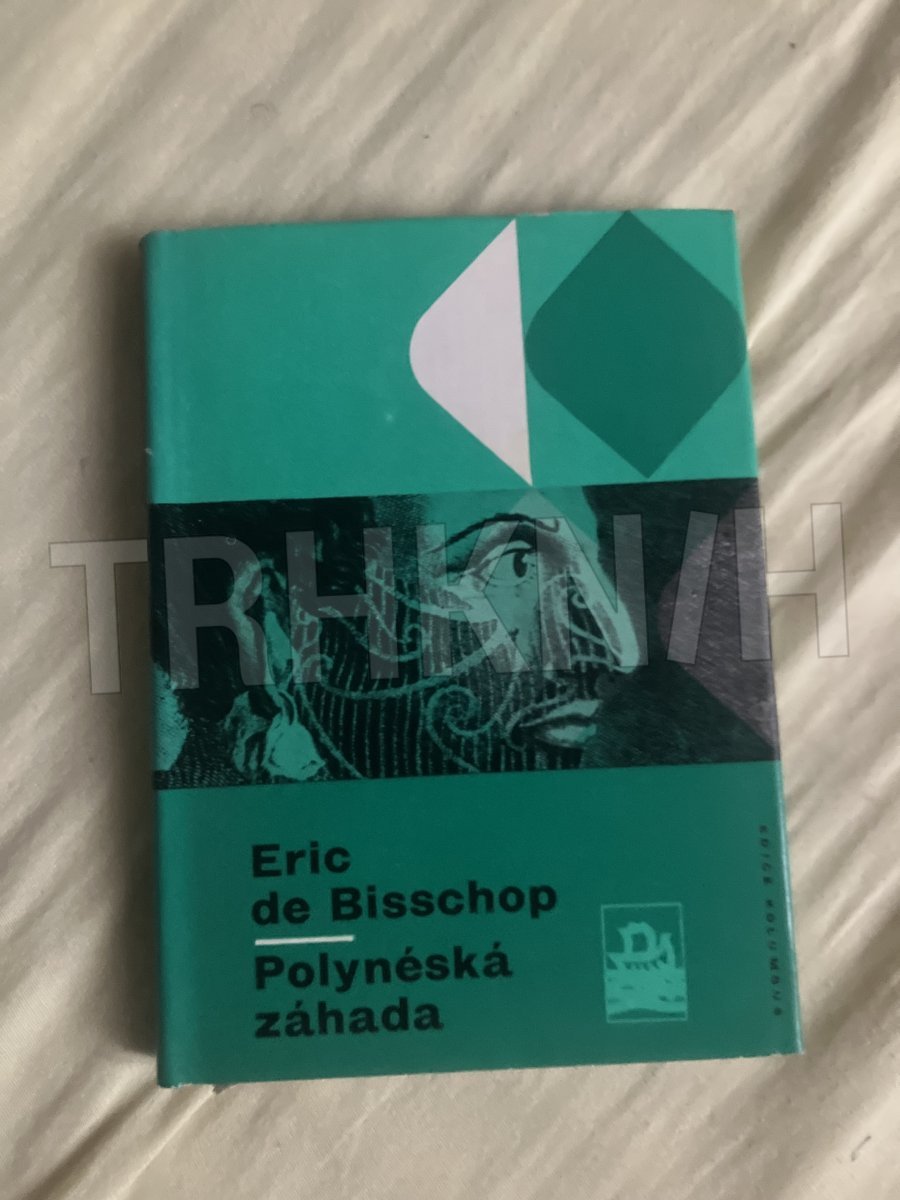 TRHKNIH
Eric
de Bisschop
Polynéská
záhada
EDICE KOLUMBUS